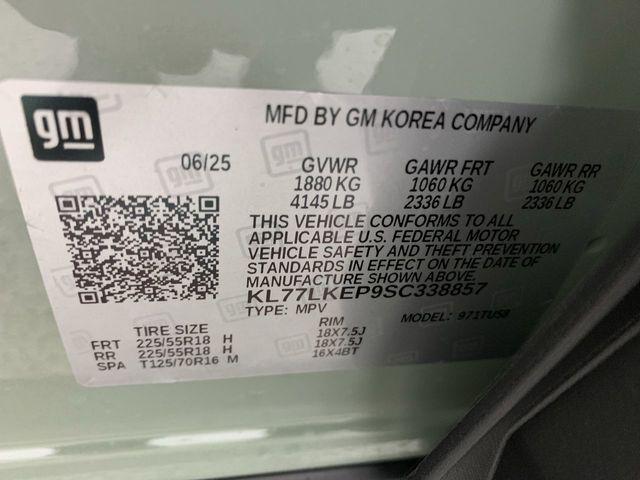 gm
MFD BY GM KOREA COMPANY
06/25 GVWR GAWR FRT GAWR RR
1880 KG 1060 KG 1060 KG
4145 LB 2336 LB 2336 LB
THIS VEHICLE CONFORMS TO ALL
APPLICABLE U.S. FEDERAL MOTOR
VEHICLE SAFETY AND THEFT PREVENTION
STANDARDS IN EFFECT ON THE DATE OF
MANUFACTURE SHOWN ABOVE.
KL77LKEP9SC338857
TYPE: MPV MODEL: 971TUS8
TIRE SIZE RIM
FRT 225/55R18 H 18X7.5J
RR 225/55R18 H 18X7.5J
SPA T125/70R16 M 16X4BT